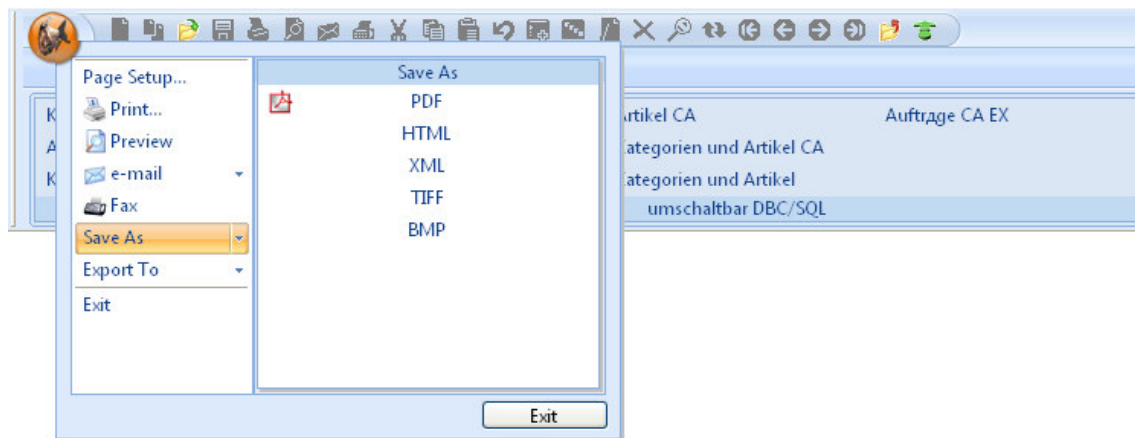 Page Setup...
Print...
Preview
e-mail
Fax
Save As
Export To
Exit
Save As
PDF
HTML
XML
TIFF
BMP
Exit
K
A
K
rtikel CA
Auftrдge CA EX
ategorien und Artikel CA
ategorien und Artikel
umschaltbar DBC/SQL